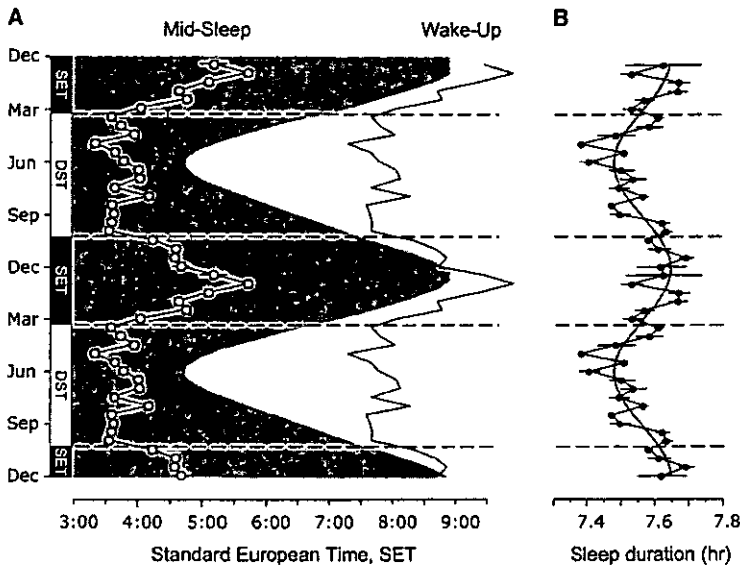 A
Mid-Sleep
Wake-Up
B
Dec
Mar
Jun
Sep
Dec
Mar
Jun
Sep
Dec
SET
DST
SET
DST
SET
3:00 4:00 5:00 6:00 7:00 8:00 9:00
Standard European Time, SET
7.4 7.6 7.8
Sleep duration (hr)